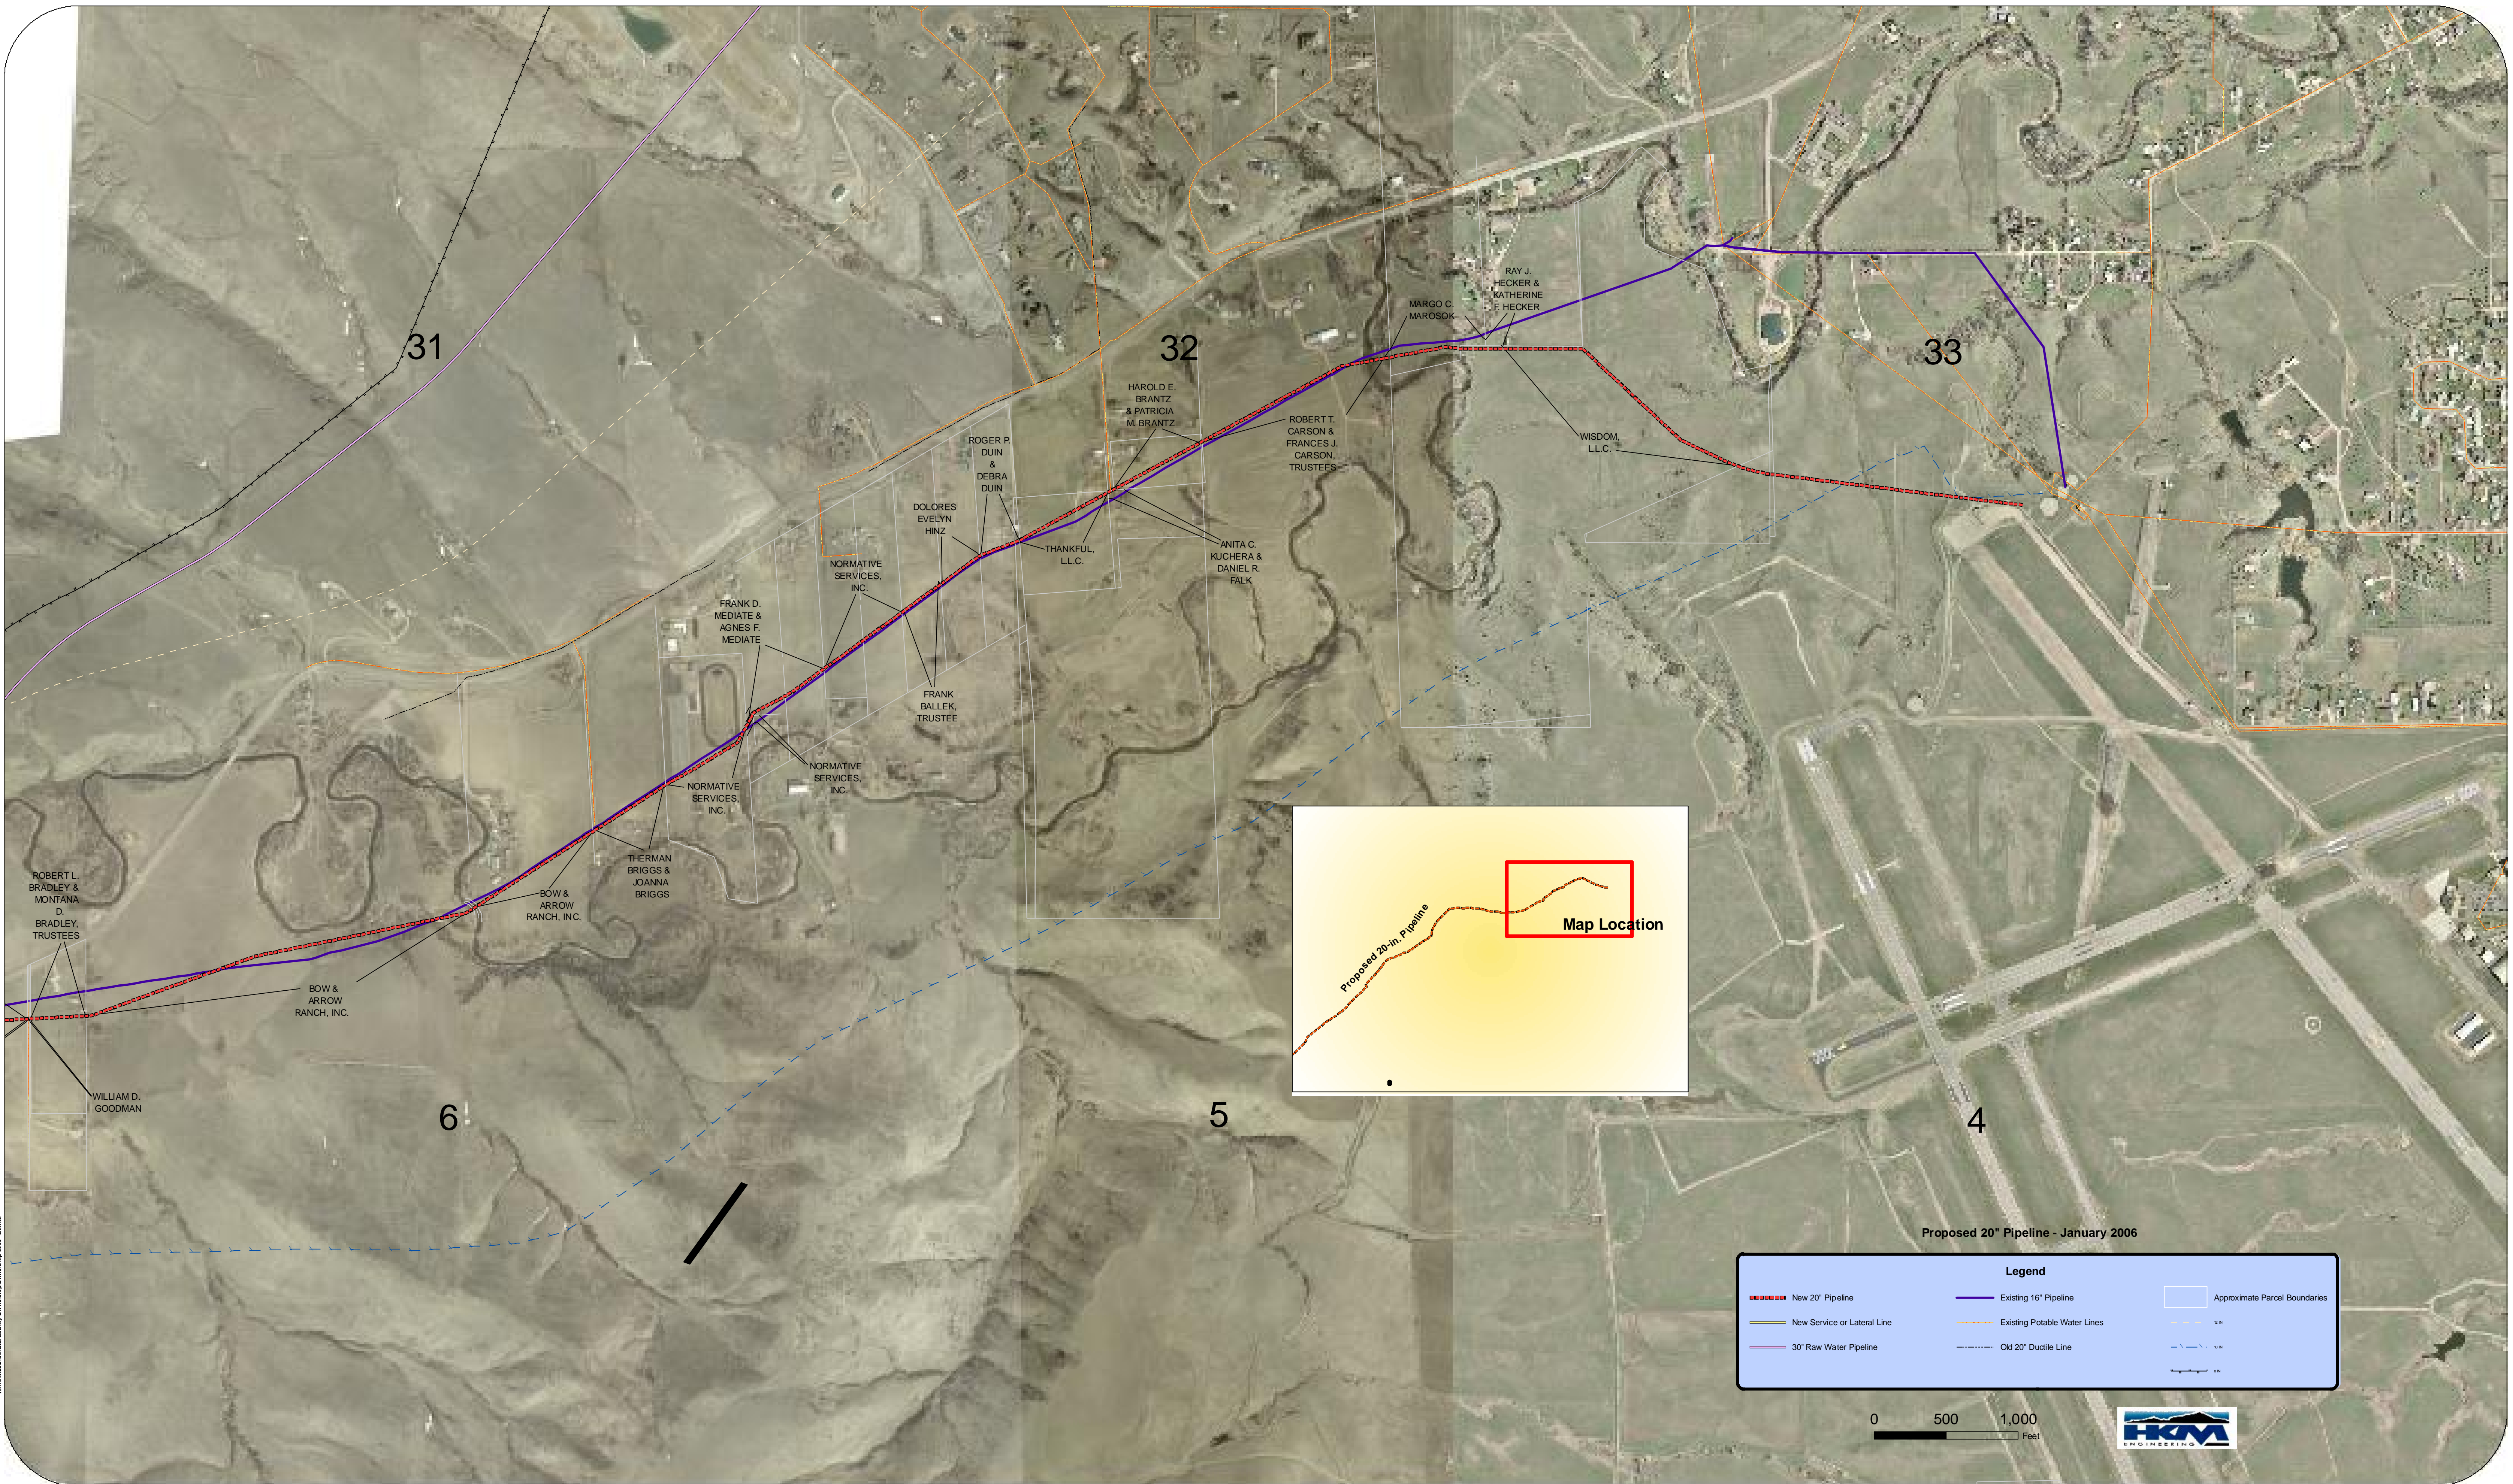 31
32
33
RAY J.
HECKER &
KATHERINE
F. HECKER
MARGO C.
MAROSOK
HAROLD E.
BRANTZ
& PATRICIA
M. BRANTZ
ROBERT T.
CARSON &
FRANCES J.
CARSON,
TRUSTEES
WISDOM,
L.L.C.
ROGER P.
DUIN
&
DEBRA
DUIN
DOLORES
EVELYN
HINZ
THANKFUL,
L.L.C.
ANITA C.
KUCHERA &
DANIEL R.
FALK
NORMATIVE
SERVICES,
INC.
FRANK D.
MEDIATE &
AGNES F.
MEDIATE
FRANK
BALLEK,
TRUSTEE
NORMATIVE
SERVICES,
INC.
NORMATIVE
SERVICES,
INC.
THERMAN
BRIGGS &
JOANNA
BRIGGS
BOW &
ARROW
RANCH, INC.
ROBERT L.
BRADLEY &
MONTANA
D.
BRADLEY,
TRUSTEES
BOW &
ARROW
RANCH, INC.
WILLIAM D.
GOODMAN
6
5
4
Proposed 20-in. Pipeline
Map Location
Proposed 20" Pipeline - January 2006
Legend
New 20" Pipeline
Existing 16" Pipeline
Approximate Parcel Boundaries
New Service or Lateral Line
Existing Potable Water Lines
30" Raw Water Pipeline
Old 20" Ductile Line
0 500 1,000
Feet
HKM
ENGINEERING